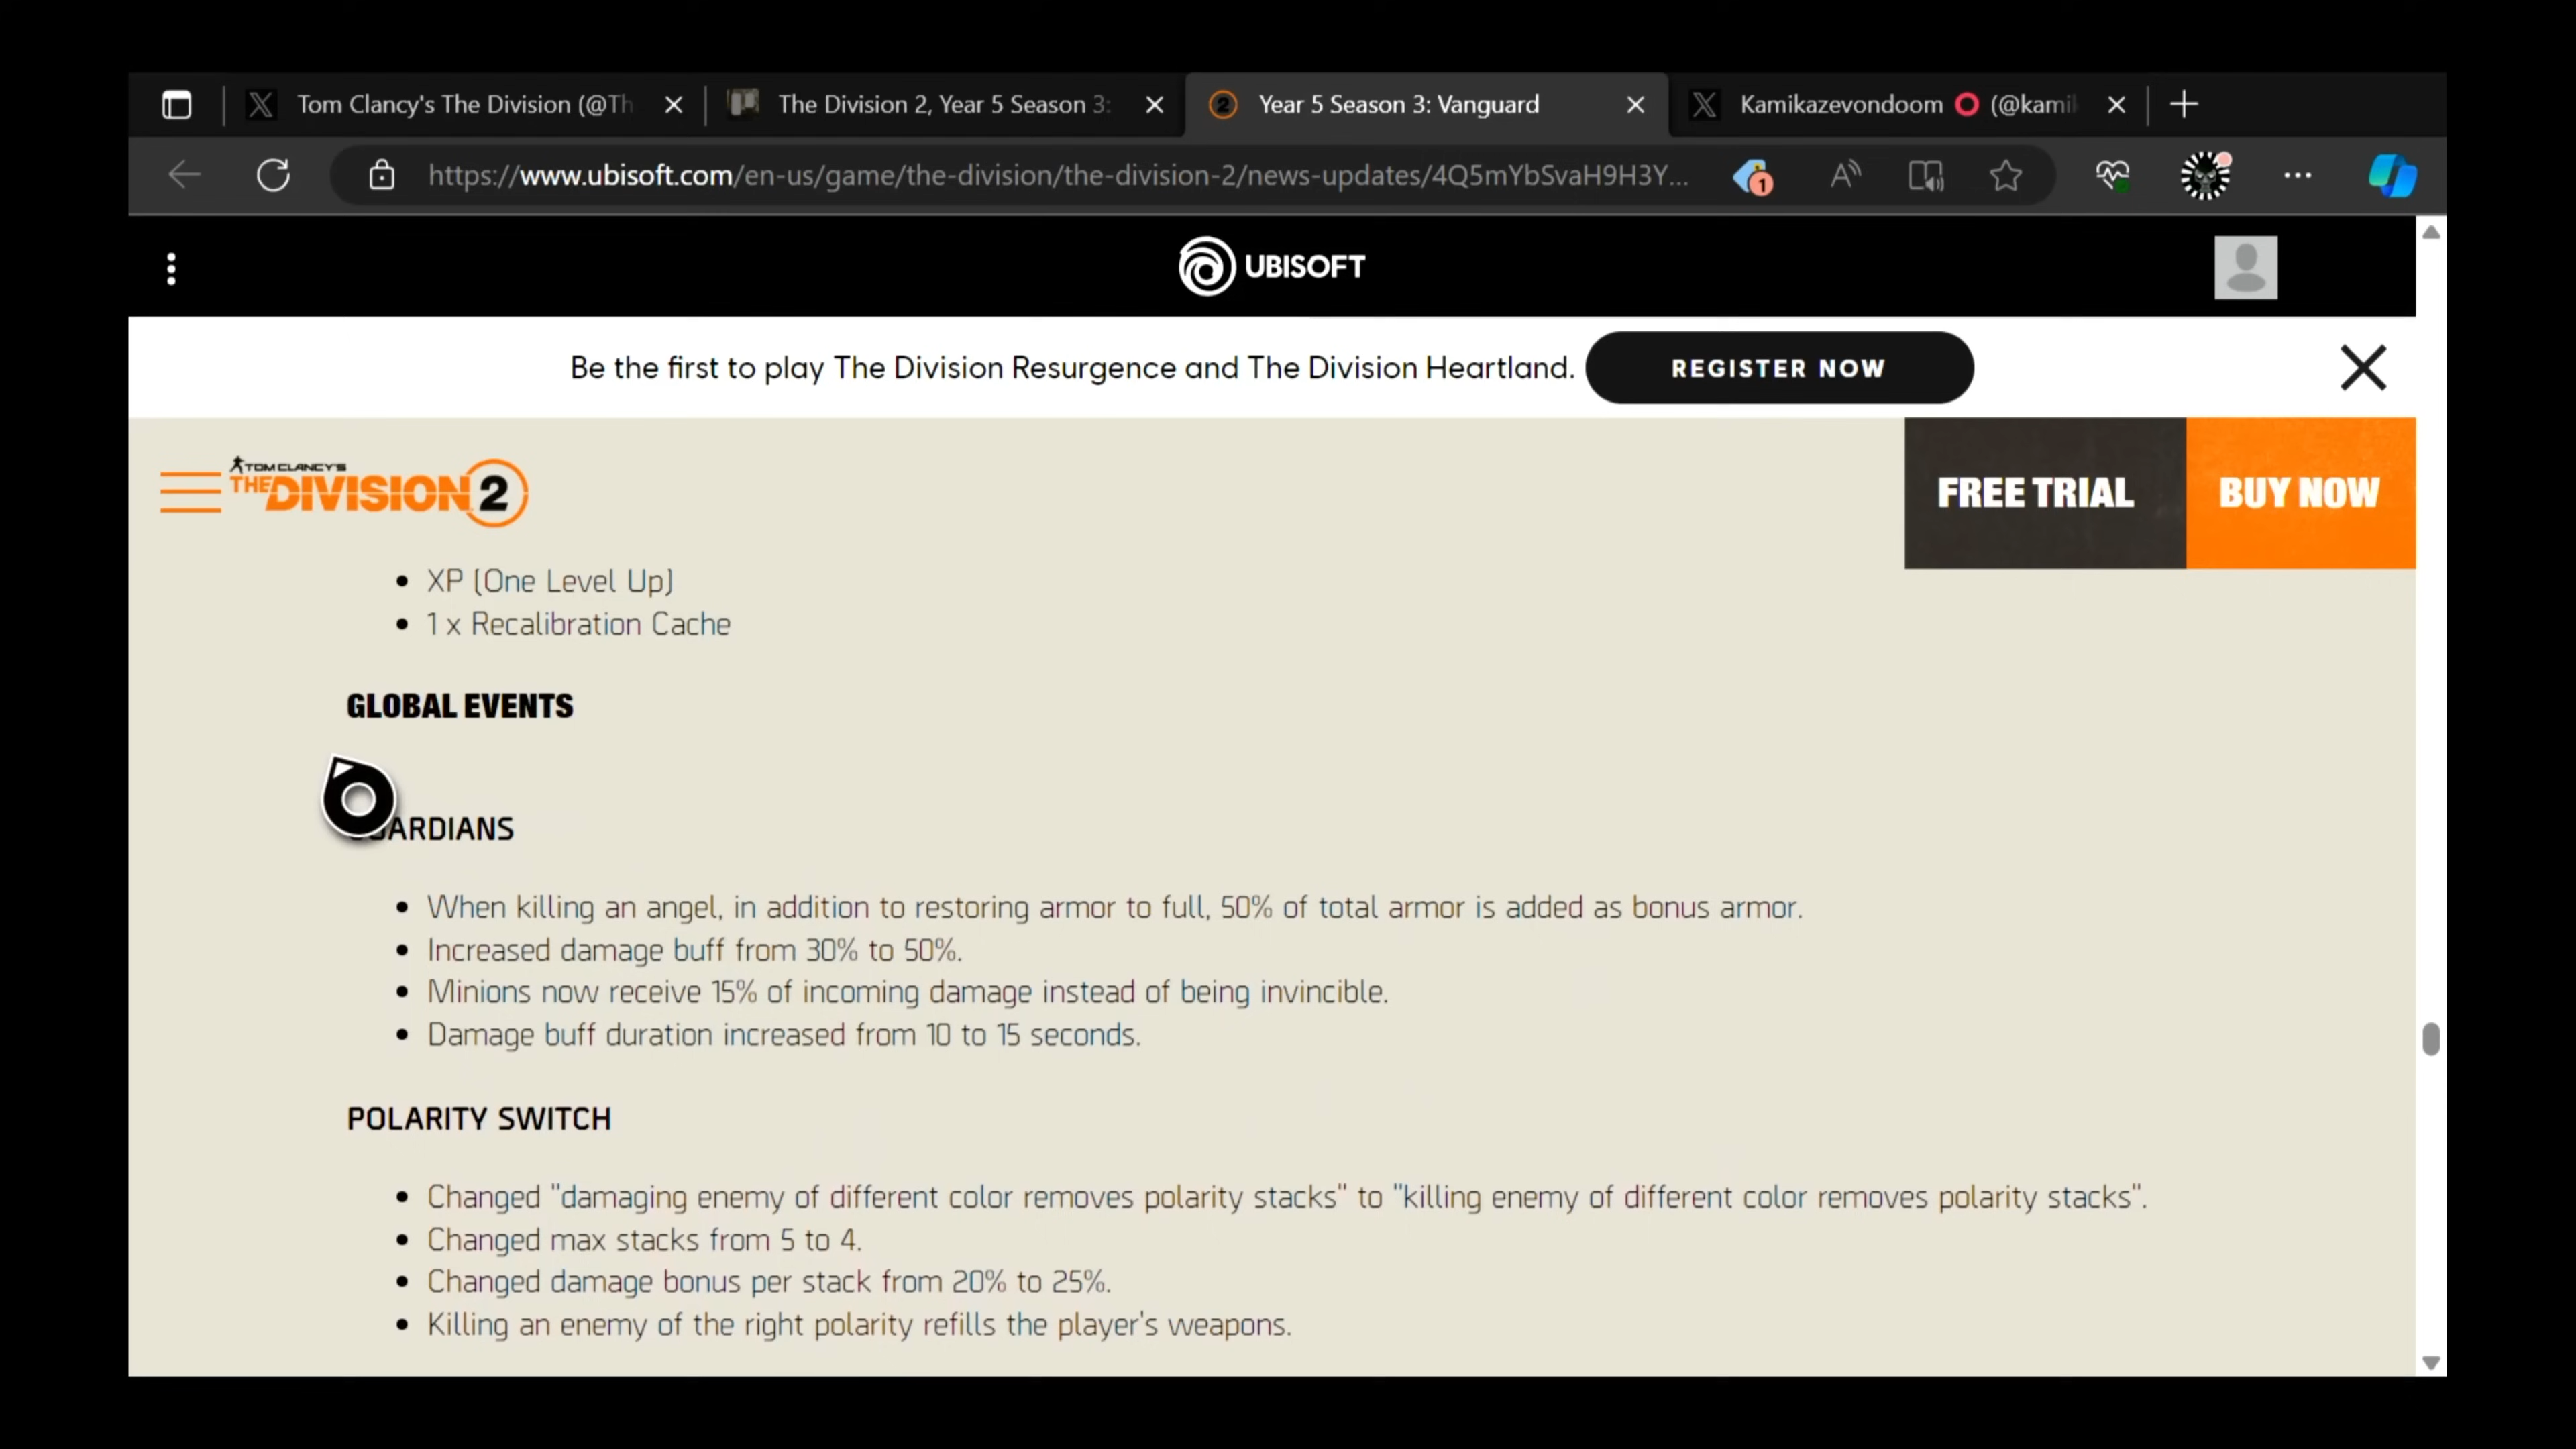 Tom Clancy's The Division (@Th
The Division 2, Year 5 Season 3:
Year 5 Season 3: Vanguard
Kamikazevondoom ⭕ (@kami
https://www.ubisoft.com/en-us/game/the-division/the-division-2/news-updates/4Q5mYbSvaH9H3Y...
1
UBISOFT
Be the first to play The Division Resurgence and The Division Heartland.
REGISTER NOW
TOM CLANCY'S
THE DIVISION 2
FREE TRIAL
BUY NOW
• XP (One Level Up)
• 1 x Recalibration Cache
GLOBAL EVENTS
ARDIANS
• When killing an angel, in addition to restoring armor to full, 50% of total armor is added as bonus armor.
• Increased damage buff from 30% to 50%.
• Minions now receive 15% of incoming damage instead of being invincible.
• Damage buff duration increased from 10 to 15 seconds.
POLARITY SWITCH
• Changed "damaging enemy of different color removes polarity stacks" to "killing enemy of different color removes polarity stacks".
• Changed max stacks from 5 to 4.
• Changed damage bonus per stack from 20% to 25%.
• Killing an enemy of the right polarity refills the player's weapons.